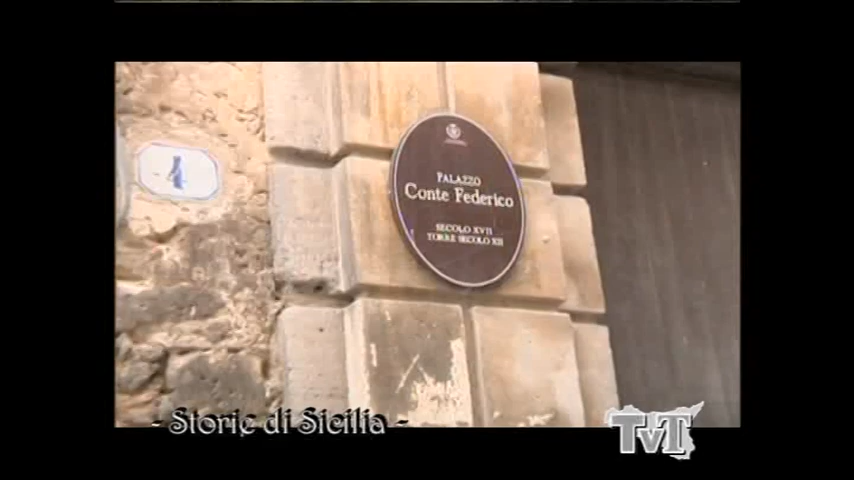 4
PALAZZO
Conte Federico
SECOLO XVII
TORRE SECOLO XII
- Storie di Sicilia -
TvT